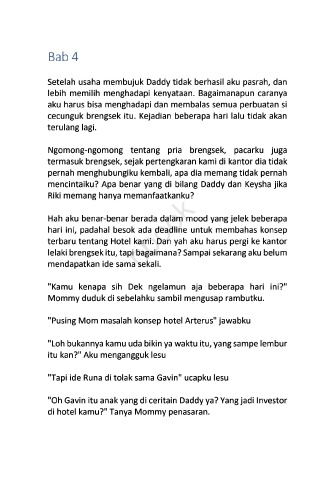 Bab 4
Setelah usaha membujuk Daddy tidak berhasil aku pasrah, dan
lebih memilih menghadapi kenyataan. Bagaimanapun caranya
aku harus bisa menghadapi dan membalas semua perbuatan si
cecunguk brengsek itu. Kejadian beberapa hari lalu tidak akan
terulang lagi.
Ngomong-ngomong tentang pria brengsek, pacarku juga
termasuk brengsek, sejak pertengkaran kami di kantor dia tidak
pernah menghubungiku kembali, apa dia memang tidak pernah
mencintaiku? Apa benar yang di bilang Daddy dan Keysha jika
Riki memang hanya memanfaatkanku?
Hah aku benar-benar berada dalam mood yang jelek beberapa
hari ini, padahal besok ada deadline untuk membahas konsep
terbaru tentang Hotel kami. Dan yah aku harus pergi ke kantor
lelaki brengsek itu, tapi bagaimana? Sampai sekarang aku belum
mendapatkan ide sama sekali.
"Kamu kenapa sih Dek ngelamun aja beberapa hari ini?"
Mommy duduk di sebelahku sambil mengusap rambutku.
"Pusing Mom masalah konsep hotel Arterus" jawabku
"Loh bukannya kamu uda bikin ya waktu itu, yang sampe lembur
itu kan?" Aku mengangguk lesu
"Tapi ide Runa di tolak sama Gavin" ucapku lesu
"Oh Gavin itu anak yang di ceritain Daddy ya? Yang jadi Investor
di hotel kamu?" Tanya Mommy penasaran.